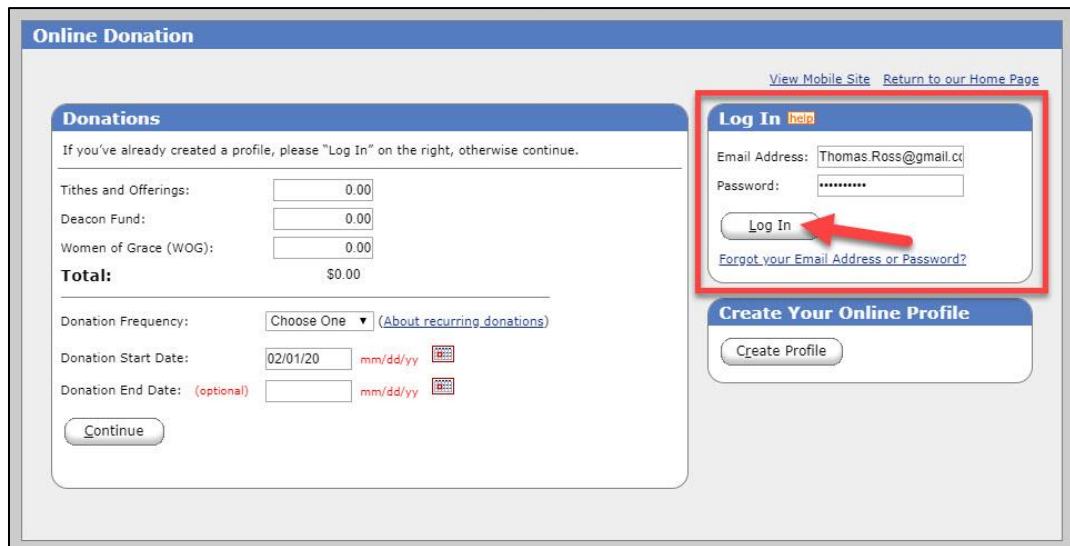 Online Donation
View Mobile Site Return to our Home Page
Donations
If you've already created a profile, please "Log In" on the right, otherwise continue.
Tithes and Offerings: 0.00
Deacon Fund: 0.00
Women of Grace (WOG): 0.00
Total: $0.00
Donation Frequency: Choose One (About recurring donations)
Donation Start Date: 02/01/20 mm/dd/yy
Donation End Date: (optional) mm/dd/yy
Continue
Log In help
Email Address: Thomas.Ross@gmail.cc
Password: ••••••••••
Log In
Forgot your Email Address or Password?
Create Your Online Profile
Create Profile